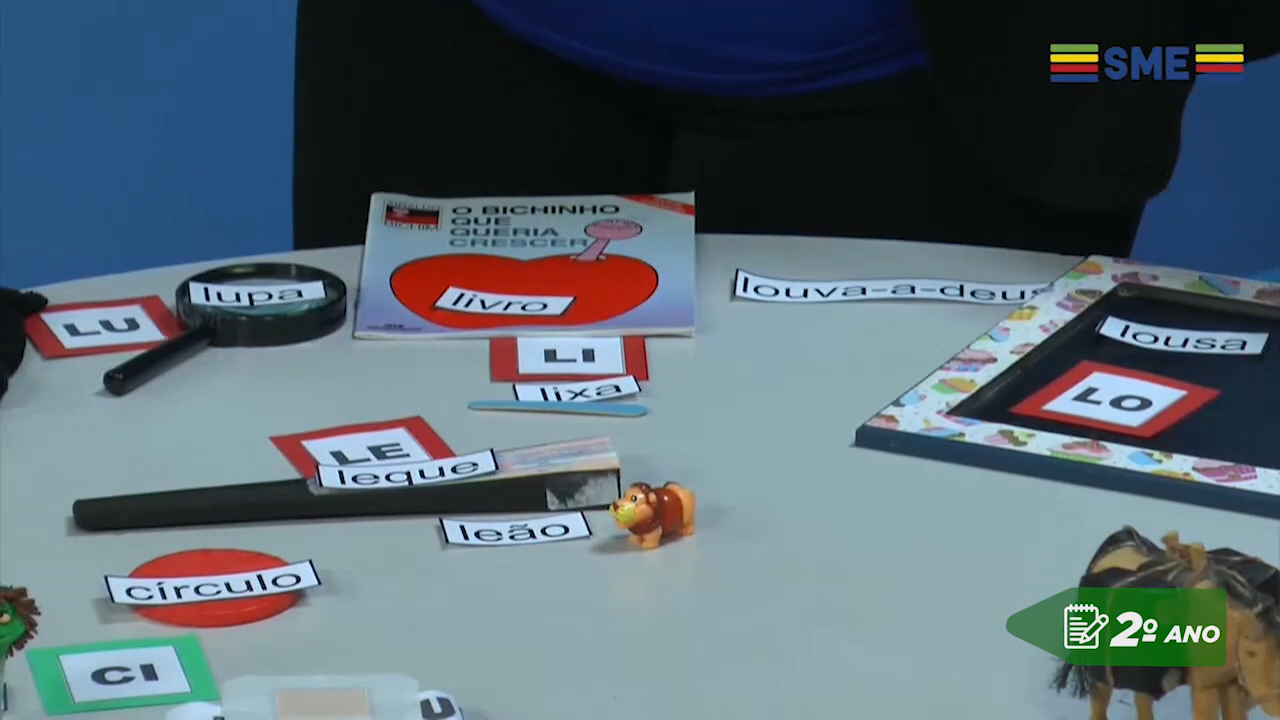 SME
O BICHINHO
QUE
QUERIA
CRESCER
lupa
LU
livro
louva-a-deus
lousa
LI
lixa
LO
LE
leque
leão
círculo
CI
2º ANO